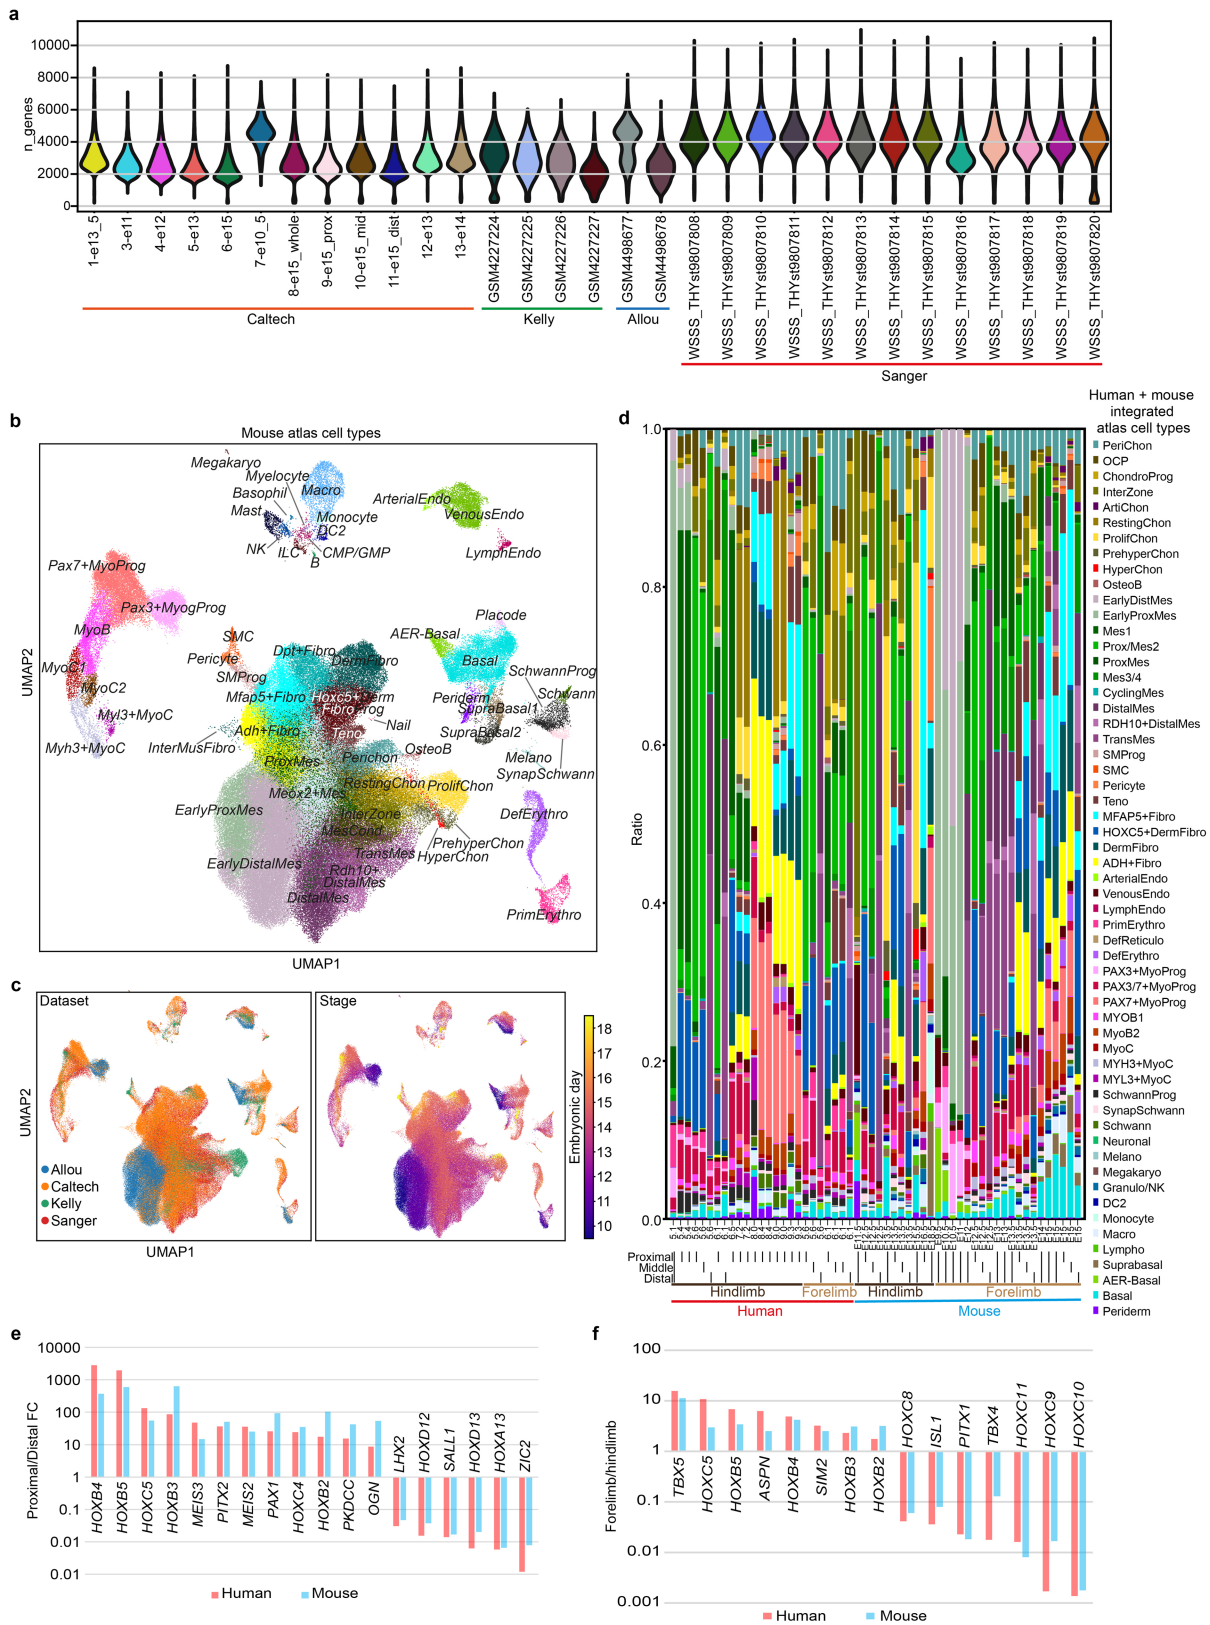 a
n_genes
10000
8000
6000
4000
2000
0
1-e13_5
3-e11
4-e12
5-e13
6-e15
7-e10_5
8-e15_whole
9-e15_prox
10-e15_mid
11-e15_dist
12-e13
13-e14
GSM4227224
GSM4227225
GSM4227226
GSM4227227
GSM4498677
GSM4498678
WSSS_THYst9807808
WSSS_THYst9807809
WSSS_THYst9807810
WSSS_THYst9807811
WSSS_THYst9807812
WSSS_THYst9807813
WSSS_THYst9807814
WSSS_THYst9807815
WSSS_THYst9807816
WSSS_THYst9807817
WSSS_THYst9807818
WSSS_THYst9807819
WSSS_THYst9807820
Caltech
Kelly
Allou
Sanger
b
Mouse atlas cell types
UMAP2
Megakaryo
Myelocyte
Macro
Basophil
Mast
Monocyte
DC2
NK
ILC
CMP/GMP
B
ArterialEndo
VenousEndo
LymphEndo
Pax7+MyoProg
Pax3+MyogProg
MyoB
MyoC1
MyoC2
Myl3+MyoC
Myh3+MyoC
SMC
Pericyte
SMProg
Dpt+Fibro
DermFibro
Mfap5+Fibro
Hoxc5+Derm
FibroProg
Adh+Fibro
Teno
Nail
InterMusFibro
ProxMes
Perichon
OsteoB
Placode
AER-Basal
Basal
SchwannProg
Periderm
Schwann
SupraBasal1
SupraBasal2
Melano
SynapSchwann
RestingChon
ProlifChon
Meox2+Mes
EarlyProxMes
InterZone
MesCond
PrehyperChon
TransMes
HyperChon
EarlyDistalMes
Rdh10+
DistalMes
DistalMes
DefErythro
PrimErythro
UMAP1
c
Dataset
Stage
UMAP2
Allou
Caltech
Kelly
Sanger
UMAP1
Embryonic day
18
17
16
15
14
13
12
11
10
d
Ratio
1.0
0.8
0.6
0.4
0.2
0.0
Proximal
Middle
Distal
Hindlimb
Forelimb
Hindlimb
Forelimb
Human
Mouse
Human + mouse
integrated
atlas cell types
PeriChon
OCP
ChondroProg
InterZone
ArtiChon
RestingChon
ProlifChon
PrehyperChon
HyperChon
OsteoB
EarlyDistMes
EarlyProxMes
Mes1
Prox/Mes2
ProxMes
Mes3/4
CyclingMes
DistalMes
RDH10+DistalMes
TransMes
SMProg
SMC
Pericyte
Teno
MFAP5+Fibro
HOXC5+DermFibro
DermFibro
ADH+Fibro
ArterialEndo
VenousEndo
LymphEndo
PrimErythro
DefReticulo
DefErythro
PAX3+MyoProg
PAX3/7+MyoProg
PAX7+MyoProg
MYOB1
MyoB2
MyoC
MYH3+MyoC
MYL3+MyoC
SchwannProg
SynapSchwann
Schwann
Neuronal
Melano
Megakaryo
Granulo/NK
DC2
Monocyte
Macro
Lympho
Suprabasal
AER-Basal
Basal
Periderm
e
Proximal/Distal FC
10000
1000
100
10
1
0.1
0.01
0.01
HOXB4
HOXB5
HOXC5
HOXB3
MEIS3
PITX2
MEIS2
PAX1
HOXC4
HOXB2
PKDCC
OGN
LHX2
HOXD12
SALL1
HOXD13
HOXA13
ZIC2
Human
Mouse
f
Forelimb/hindlimb
100
10
1
0.1
0.01
0.001
TBX5
HOXC5
HOXB5
ASPN
HOXB4
SIM2
HOXB3
HOXB2
HOXC8
ISL1
PITX1
TBX4
HOXC11
HOXC9
HOXC10
Human
Mouse